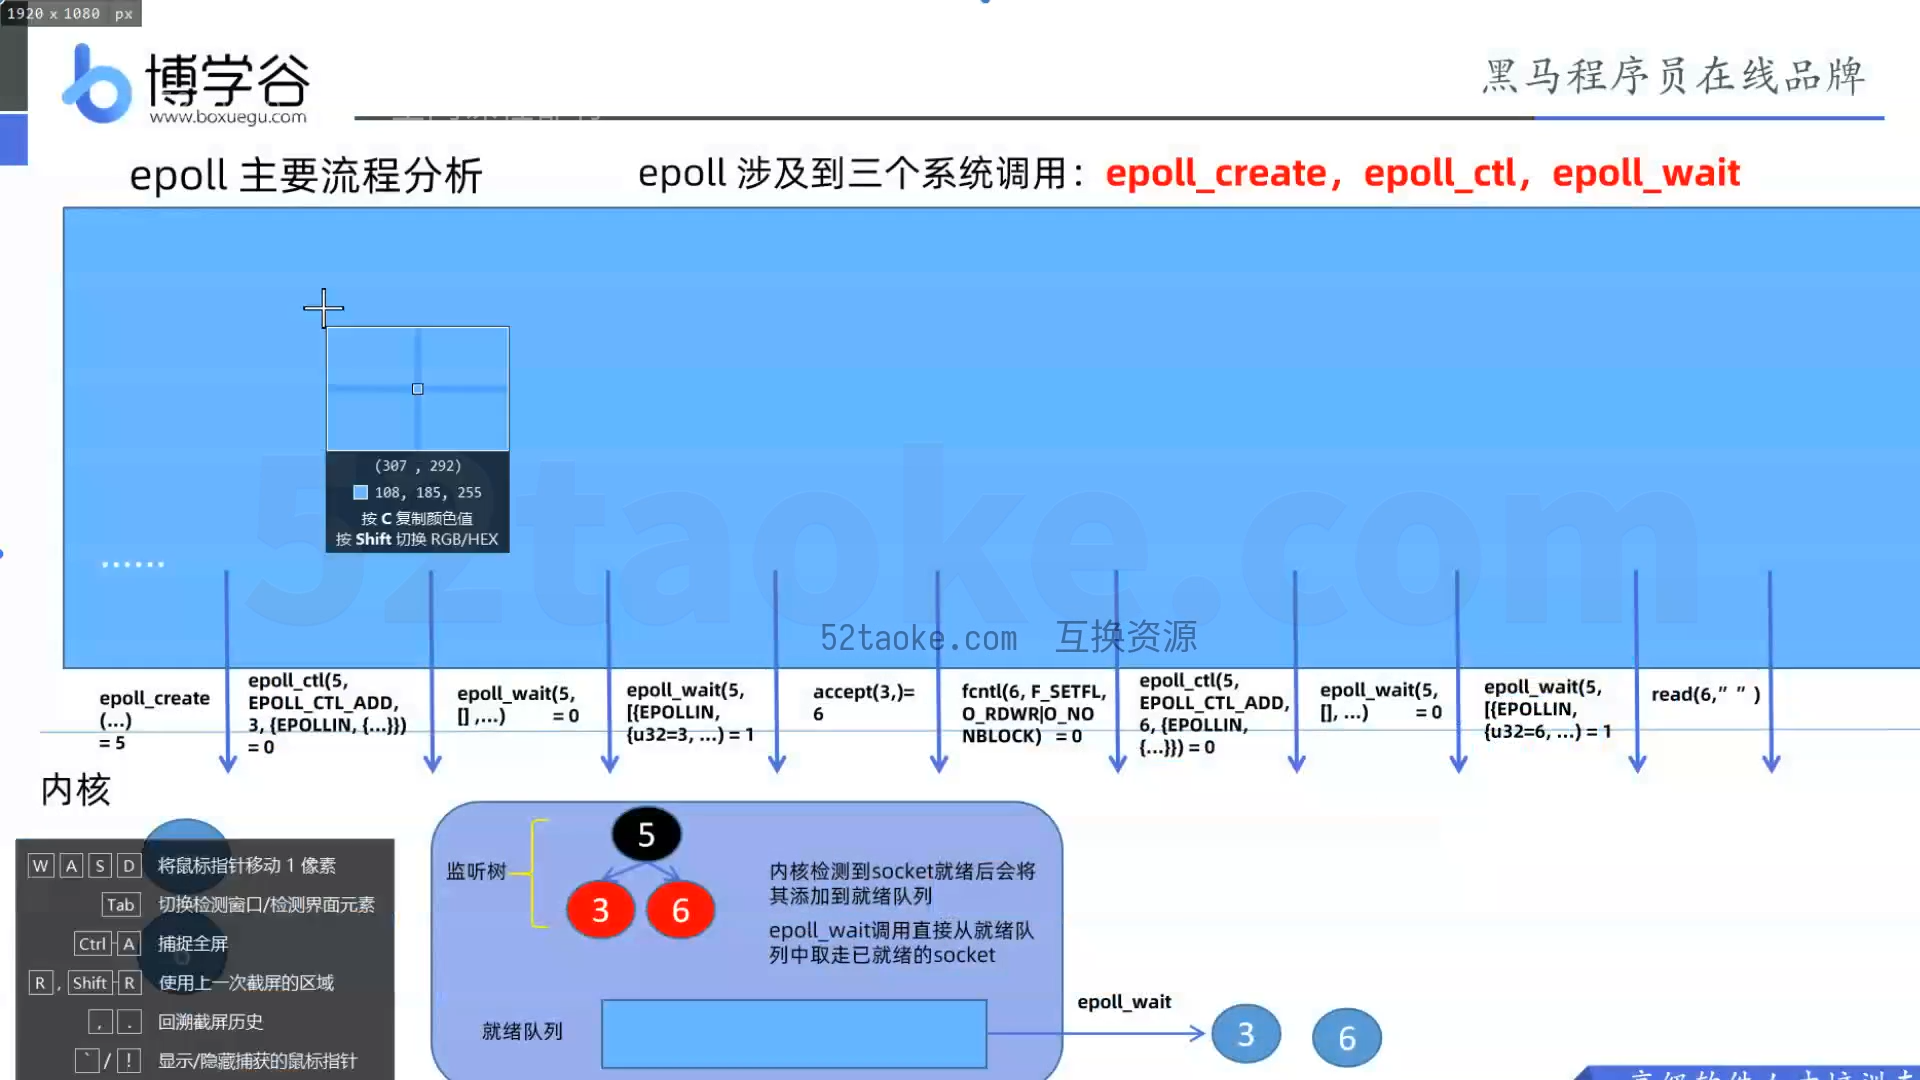 1920 x 1080 px
博学谷
www.boxuegu.com
黑马程序员在线品牌
epoll 主要流程分析
epoll 涉及到三个系统调用：epoll_create，epoll_ctl，epoll_wait
(307 , 292)
108, 185, 255
按 C 复制颜色值
按 Shift 切换 RGB/HEX
......
52taoke.com
52taoke.com 互换资源
epoll_create
(...)
= 5
epoll_ctl(5,
EPOLL_CTL_ADD,
3, {EPOLLIN, {...}})
= 0
epoll_wait(5,
[] ,...) = 0
epoll_wait(5,
[{EPOLLIN,
{u32=3, ...) = 1
accept(3,)=
6
fcntl(6, F_SETFL,
O_RDWR|O_NO
NBLOCK) = 0
epoll_ctl(5,
EPOLL_CTL_ADD,
6, {EPOLLIN,
{...}}) = 0
epoll_wait(5,
[], ...) = 0
epoll_wait(5,
[{EPOLLIN,
{u32=6, ...) = 1
read(6,” ” )
内核
W A S D 将鼠标指针移动 1 像素
Tab 切换检测窗口/检测界面元素
Ctrl A 捕捉全屏
R , Shift R 使用上一次截屏的区域
, . 回溯截屏历史
` / ! 显示/隐藏捕获的鼠标指针
监听树
5
3 6
内核检测到socket就绪后会将
其添加到就绪队列
epoll_wait调用直接从就绪队
列中取走已就绪的socket
就绪队列
epoll_wait
3
6